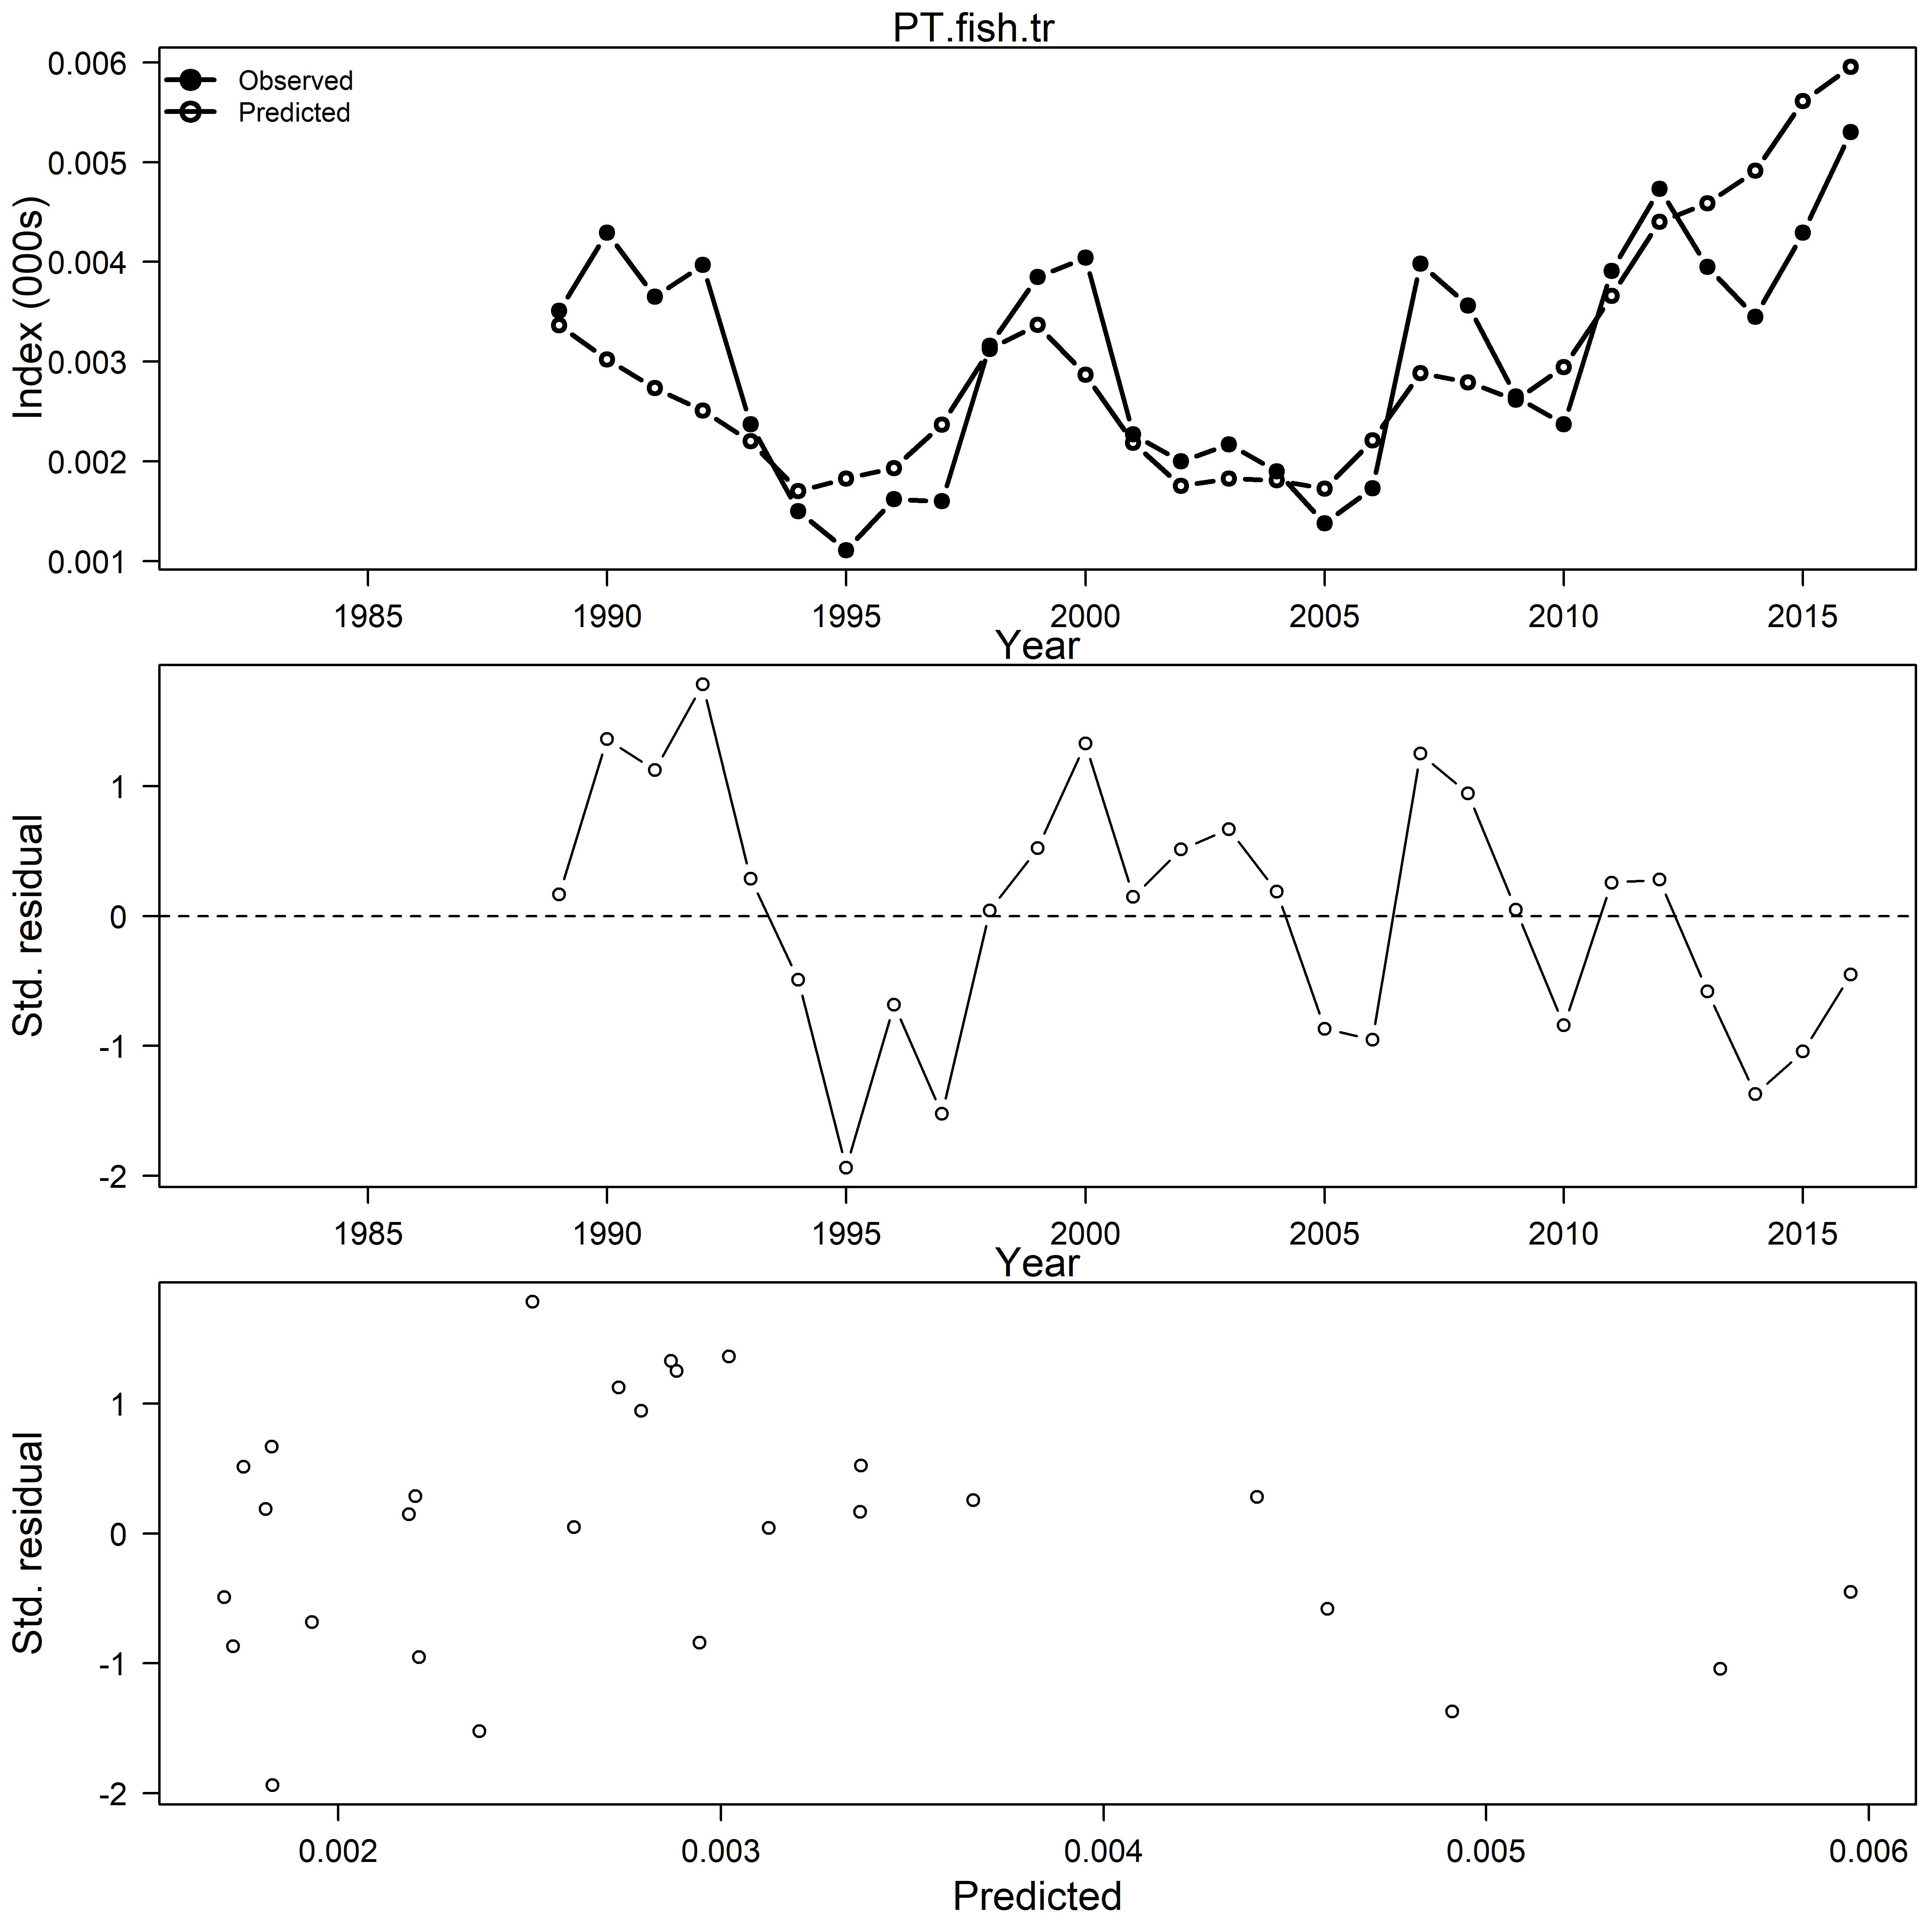 PT.fish.tr
Observed
Predicted
Index (000s)
0.006
0.005
0.004
0.003
0.002
0.001
1985 1990 1995 2000 2005 2010 2015
Year
Std. residual
1
0
-1
-2
1985 1990 1995 2000 2005 2010 2015
Year
Std. residual
1
0
-1
-2
0.002 0.003 0.004 0.005 0.006
Predicted